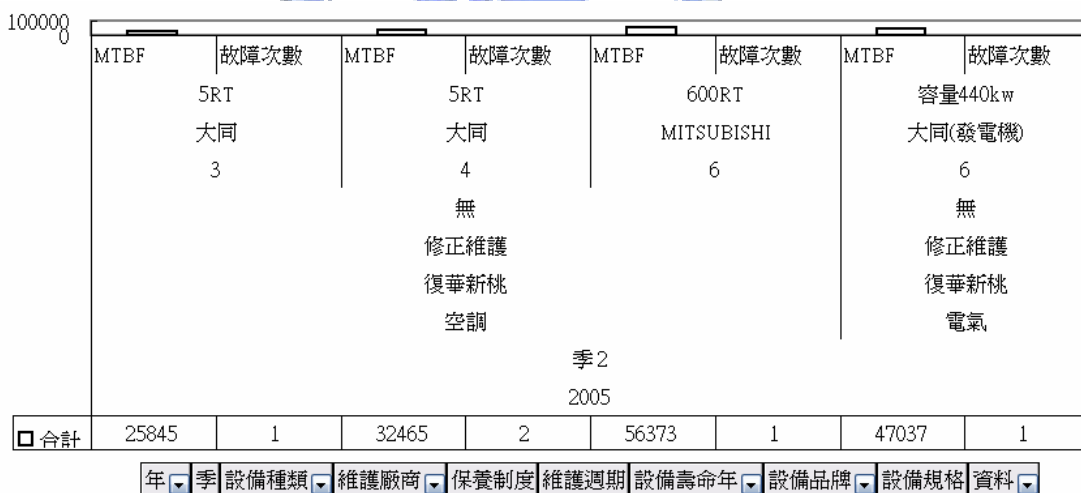 100000
0
MTBF 故障次數 MTBF 故障次數 MTBF 故障次數 MTBF 故障次數
5RT 5RT 600RT 容量440kw
大同 大同 MITSUBISHI 大同(發電機)
3 4 6 6
無 無
修正維護 修正維護
復華新桃 復華新桃
空調 電氣
季2
2005
合計 25845 1 32465 2 56373 1 47037 1
年 季 設備種類 維護廠商 保養制度 維護週期 設備壽命年 設備品牌 設備規格 資料